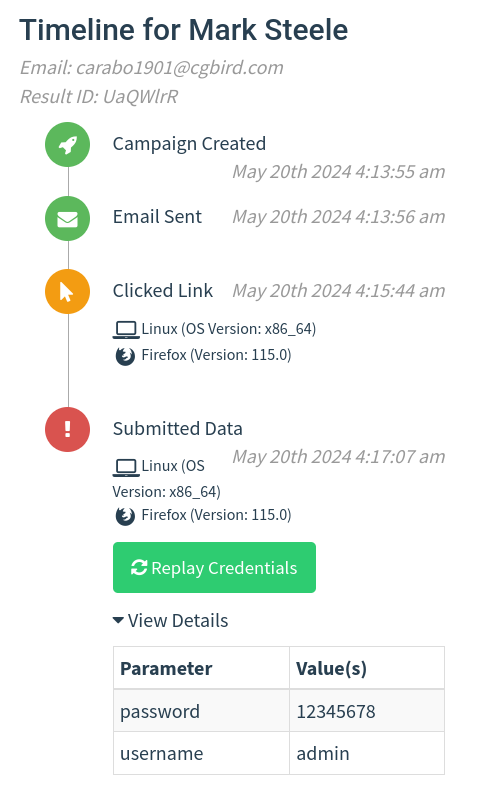 Timeline for Mark Steele
Email: carabo1901@cgbird.com
Result ID: UaQWlrR
Campaign Created
May 20th 2024 4:13:55 am
Email Sent May 20th 2024 4:13:56 am
Clicked Link May 20th 2024 4:15:44 am
Linux (OS Version: x86_64)
Firefox (Version: 115.0)
Submitted Data
May 20th 2024 4:17:07 am
Linux (OS
Version: x86_64)
Firefox (Version: 115.0)
Replay Credentials
View Details
Parameter Value(s)
password 12345678
username admin